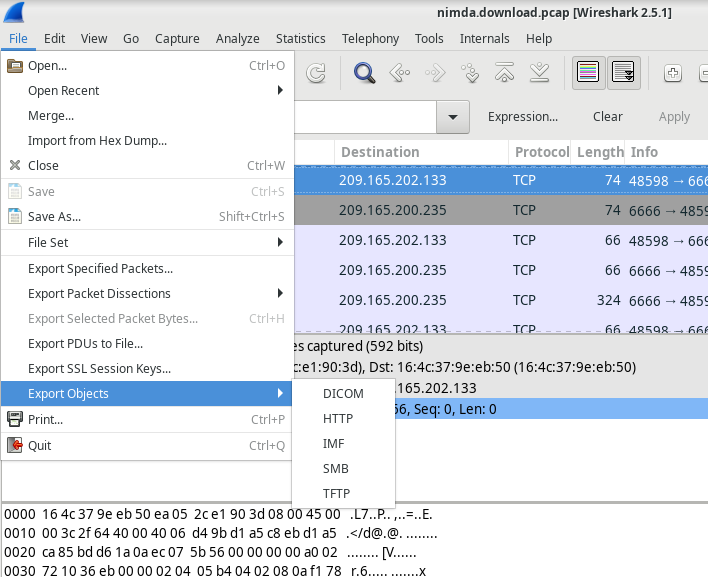 nimda.download.pcap [Wireshark 2.5.1]
File Edit View Go Capture Analyze Statistics Telephony Tools Internals Help
Open... Ctrl+O
Open Recent
Merge...
Import from Hex Dump...
Close Ctrl+W
Save Ctrl+S
Save As... Shift+Ctrl+S
File Set
Export Specified Packets...
Export Packet Dissections
Export Selected Packet Bytes... Ctrl+H
Export PDUs to File...
Export SSL Session Keys...
Export Objects
Print... Ctrl+P
Quit Ctrl+Q
DICOM
HTTP
IMF
SMB
TFTP
Expression... Clear Apply
Destination Protocol Length Info
209.165.202.133 TCP 74 48598 → 666
209.165.200.235 TCP 74 6666 → 4859
209.165.202.133 TCP 66 48598 → 666
209.165.200.235 TCP 66 6666 → 4859
209.165.200.235 TCP 324 6666 → 4859
209.165.202.133 TCP 66 48598 → 666
es captured (592 bits)
c:e1:90:3d), Dst: 16:4c:37:9e:eb:50 (16:4c:37:9e:eb:50)
.165.202.133
66, Seq: 0, Len: 0
0000 16 4c 37 9e eb 50 ea 05 2c e1 90 3d 08 00 45 00 .L7..P.. ,..=..E.
0010 00 3c 2f 64 40 00 40 06 d4 9b d1 a5 c8 eb d1 a5 .</d@.@. ........
0020 ca 85 bd d6 1a 0a ec 07 5b 56 00 00 00 00 a0 02 ........ [V......
0030 72 10 36 eb 00 00 02 04 05 b4 04 02 08 0a f1 78 r.6..... .......x